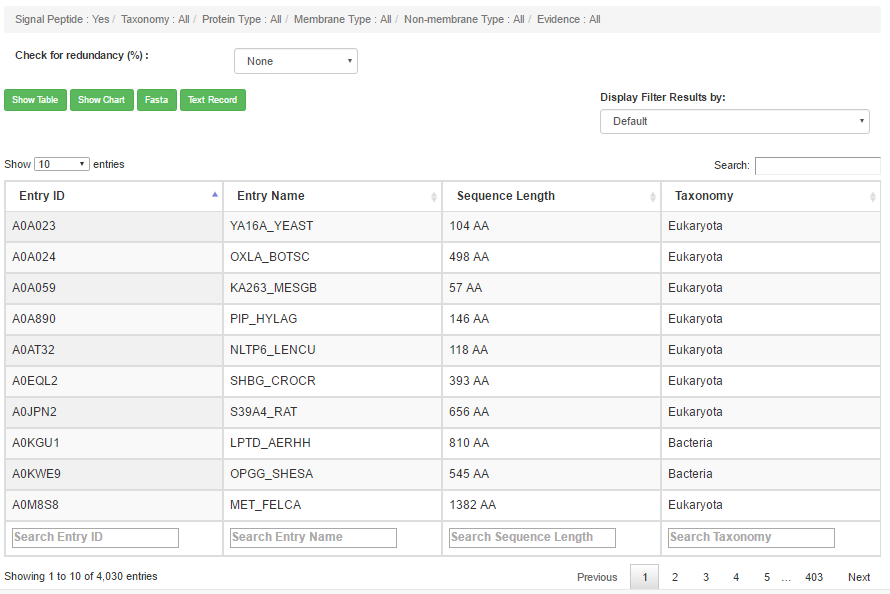 Signal Peptide : Yes / Taxonomy : All / Protein Type : All / Membrane Type : All / Non-membrane Type : All / Evidence : All
Check for redundancy (%) : None
Show Table Show Chart Fasta Text Record
Display Filter Results by:
Default
Show 10 entries Search:
Entry ID Entry Name Sequence Length Taxonomy
A0A023 YA16A_YEAST 104 AA Eukaryota
A0A024 OXLA_BOTSC 498 AA Eukaryota
A0A059 KA263_MESGB 57 AA Eukaryota
A0A890 PIP_HYLAG 146 AA Eukaryota
A0AT32 NLTP6_LENCU 118 AA Eukaryota
A0EQL2 SHBG_CROCR 393 AA Eukaryota
A0JPN2 S39A4_RAT 656 AA Eukaryota
A0KGU1 LPTD_AERHH 810 AA Bacteria
A0KWE9 OPGG_SHESA 545 AA Bacteria
A0M8S8 MET_FELCA 1382 AA Eukaryota
Search Entry ID Search Entry Name Search Sequence Length Search Taxonomy
Showing 1 to 10 of 4,030 entries Previous 1 2 3 4 5 ... 403 Next